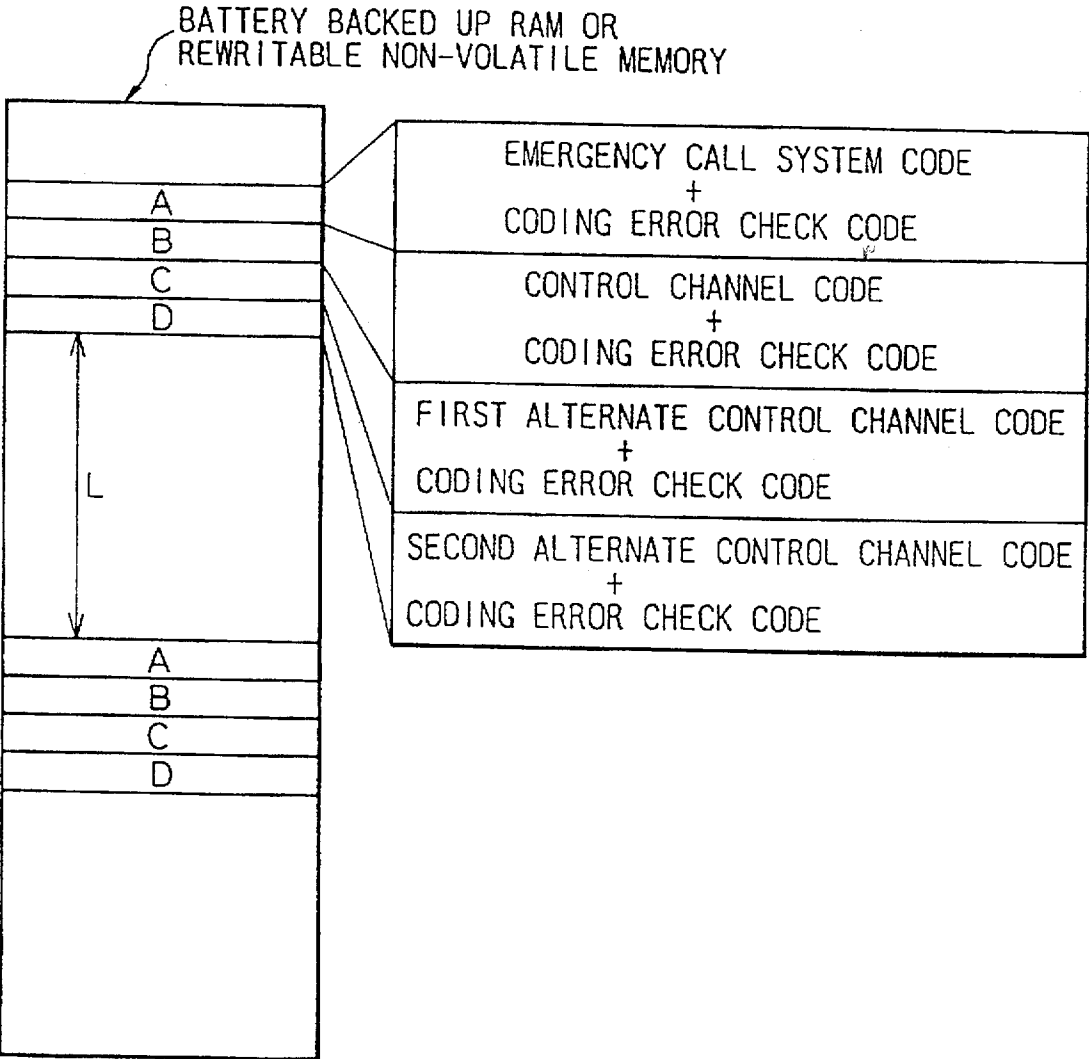 BATTERY BACKED UP RAM OR
REWRITABLE NON-VOLATILE MEMORY
A
B
C
D
L
A
B
C
D
EMERGENCY CALL SYSTEM CODE
+
CODING ERROR CHECK CODE
CONTROL CHANNEL CODE
+
CODING ERROR CHECK CODE
FIRST ALTERNATE CONTROL CHANNEL CODE
+
CODING ERROR CHECK CODE
SECOND ALTERNATE CONTROL CHANNEL CODE
+
CODING ERROR CHECK CODE